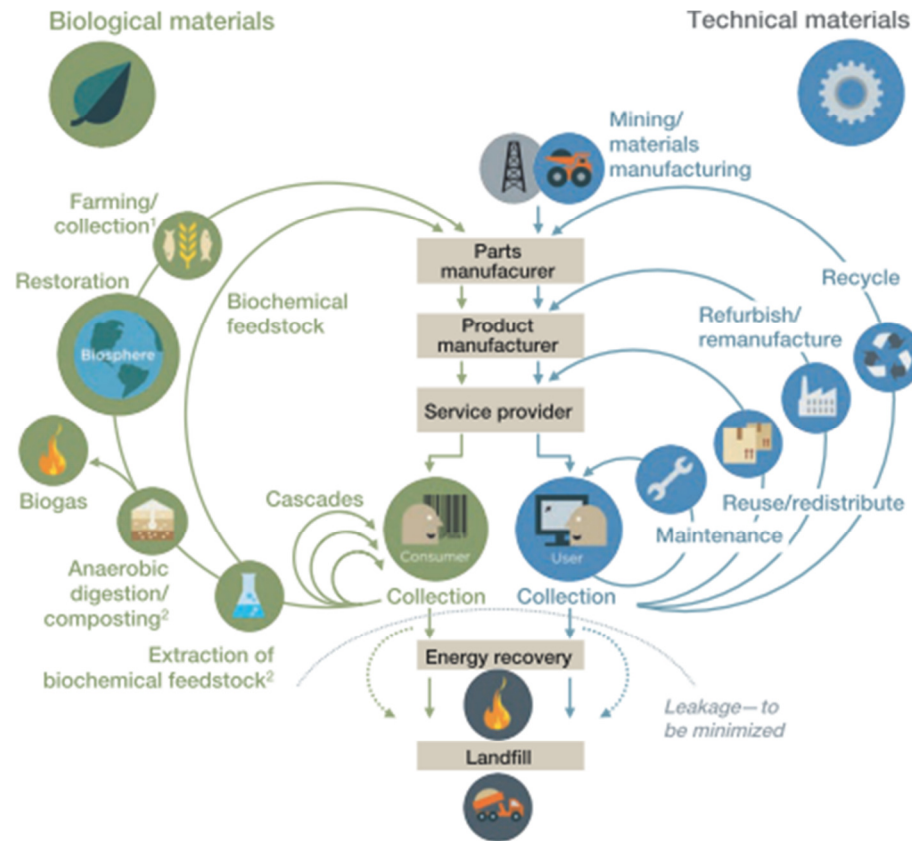 Biological materials
Technical materials
Mining/
materials
manufacturing
Farming/
collection¹
Restoration
Biosphere
Biochemical
feedstock
Parts
manufacurer
Product
manufacturer
Service provider
Recycle
Refurbish/
remanufacture
Biogas
Cascades
Consumer
User
Reuse/redistribute
Maintenance
Anaerobic
digestion/
composting²
Collection
Collection
Extraction of
biochemical feedstock²
Energy recovery
Leakage—to
be minimized
Landfill